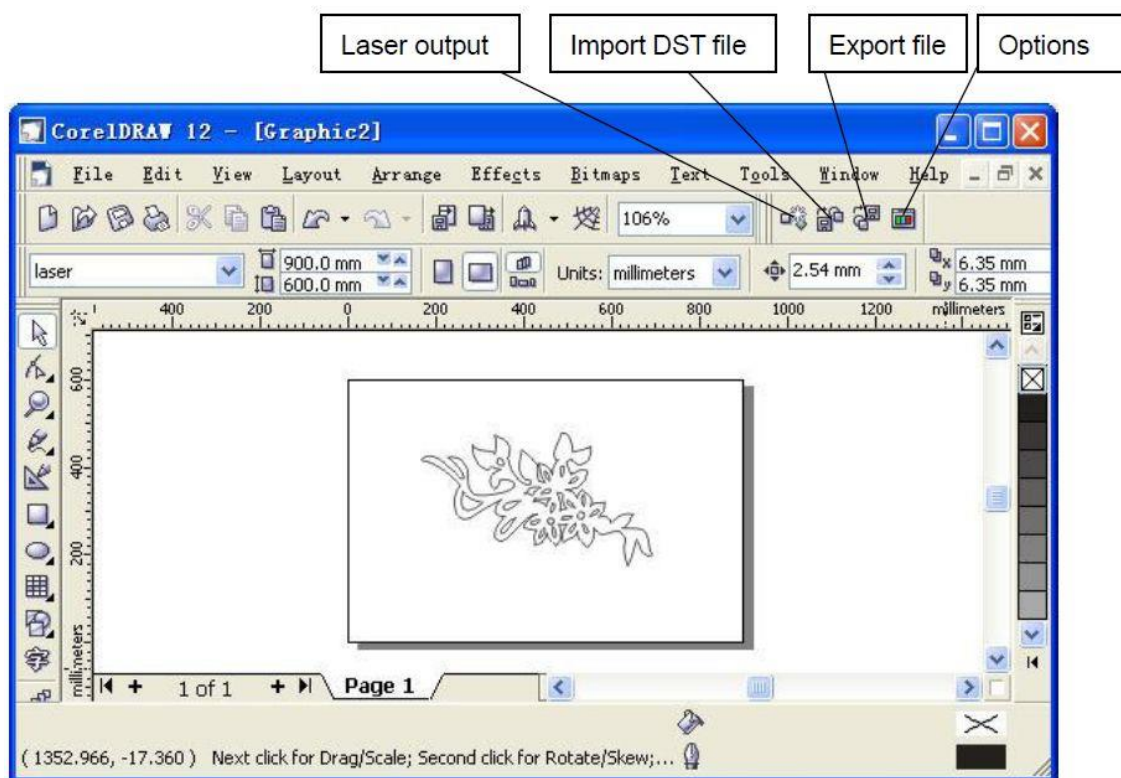 Laser output
Import DST file
Export file
Options
CorelDRAW 12 - [Graphic2]
File Edit View Layout Arrange Effects Bitmaps Text Tools Window Help
106%
laser
900.0 mm
600.0 mm
Units: millimeters
2.54 mm
x 6.35 mm
y 6.35 mm
400 200 0 200 400 600 800 1000 1200 millimeters
600
400
200
millimeters
字
1 of 1
Page 1
( 1352.966, -17.360 ) Next click for Drag/Scale; Second click for Rotate/Skew;...